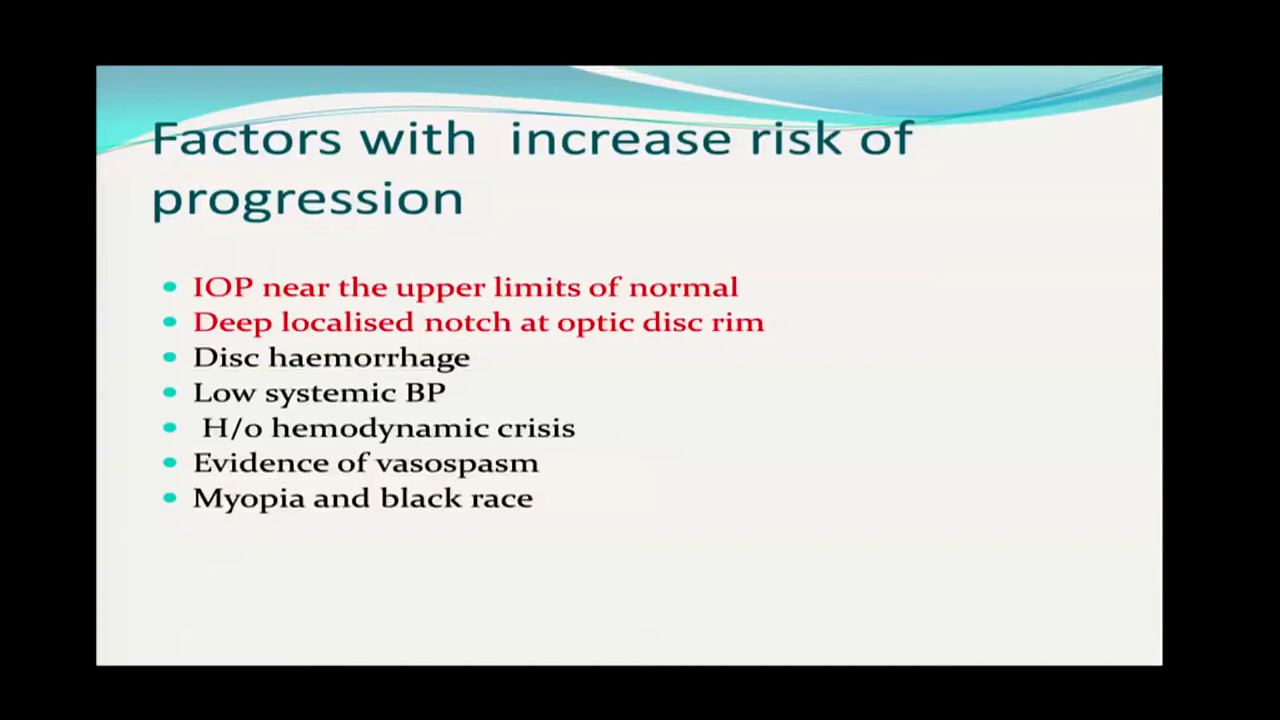 Factors with increase risk of
progression
IOP near the upper limits of normal
Deep localised notch at optic disc rim
Disc haemorrhage
Low systemic BP
H/o hemodynamic crisis
Evidence of vasospasm
Myopia and black race